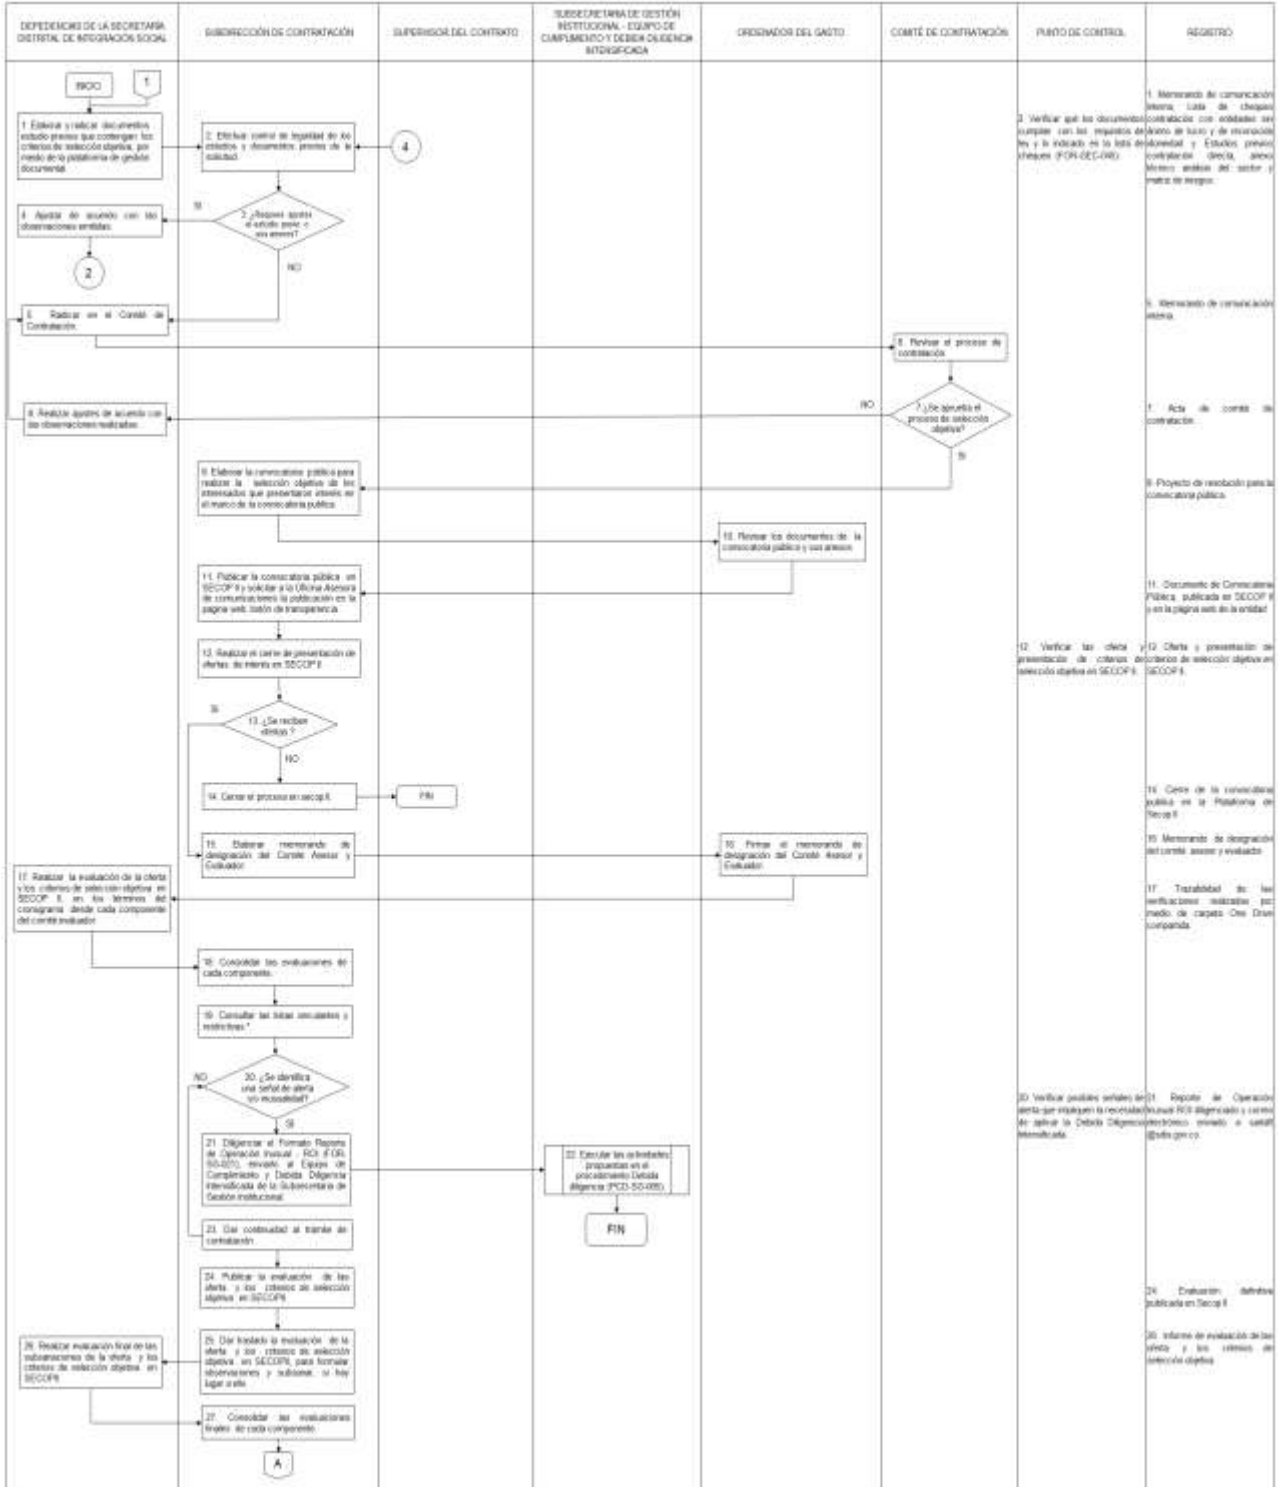 DEPEDENCIAS DE LA SECRETARÍA
DISTRITAL DE INTEGRACIÓN SOCIAL
SUBDIRECCIÓN DE CONTRATACIÓN
SUPERVISOR DEL CONTRATO
SUBSECRETARIA DE GESTIÓN
INSTITUCIONAL - EQUIPO DE
CUMPLIMIENTO Y DEBIDA DILIGENCIA
INTENSIFICADA
ORDENADOR DEL GASTO
COMITÉ DE CONTRATACIÓN
PUNTO DE CONTROL
REGISTRO
INICIO
1
1. Elaborar y radicar documentos
estudio previos que contengan los
criterios de selección objetiva, por
medio de la plataforma de gestión
documental
2. Efectuar control de legalidad de los
estudios y documentos previos de la
solicitud.
4
2. Verificar que los documentos
cumplan con los requisitos de
ley y lo indicado en la lista de
chequeo (FOR-GEC-046).
1. Memorando de comunicación
interna, Lista de chequeo
contratación con entidades sin
ánimo de lucro y de reconocida
idoneidad y Estudios previos
contratación directa, anexo
técnico análisis del sector y
matriz de riesgos.
SI
3. ¿Requiere ajustes
el estudio previo o
sus anexos?
NO
4. Ajustar de acuerdo con las
observaciones emitidas.
2
5. Radicar en el Comité de
Contratación.
5. Memorando de comunicación
interna.
6. Revisar el proceso de
contratación
NO
7. ¿Se aprueba el
proceso de selección
objetiva?
SI
7. Acta de comité de
contratación.
8. Realizar ajustes de acuerdo con
las observaciones realizadas.
9. Elaborar la convocatoria pública para
realizar la selección objetiva de los
interesados que presentaron interés en
el marco de la convocatoria publica.
9. Proyecto de resolución para la
convocatoria pública.
10. Revisar los documentos de la
convocatoria pública y sus anexos
11. Publicar la convocatoria pública en
SECOP II y solicitar a la Oficina Asesora
de comunicaciones la publicación en la
pagina web, botón de transparencia
11. Documento de Convocatoria
Pública, publicada en SECOP II
y en la página web de la entidad
12. Realizar el cierre de presentación de
ofertas de interés en SECOP II
12. Verificar las oferta y
presentación de criterios de
selección objetiva en SECOP II.
12. Oferta y presentación de
criterios de selección objetiva en
SECOP II.
SI
13. ¿Se reciben
ofertas ?
NO
14. Cerrar el proceso en secop II.
FIN
14. Cierre de la convocatoria
publica en la Plataforma de
Secop II
15. Elaborar memorando de
designación del Comité Asesor y
Evaluador.
16. Firmar el memorando de
designación del Comité Asesor y
Evaluador.
15. Memorando de designación
del comité asesor y evaluador.
17. Realizar la evaluación de la oferta
y los criterios de selección objetiva en
SECOP II, en los términos del
cronograma desde cada componente
del comité evaluador
17. Trazabilidad de las
verificaciones realizadas por
medio de carpeta One Drive
compartida.
18. Consolidar las evaluaciones de
cada componente.
19. Consultar las listas vinculantes y
restrictivas *
NO
20. ¿Se identifica
una señal de alerta
y/o inusualidad?
SI
20. Verificar posibles señales de
alerta que impliquen la necesidad
de aplicar la Debida Diligencia
Intensificada.
21. Reporte de Operación
Inusual ROI diligenciado y correo
electrónico enviado a
21. Diligenciar el Formato Reporte
de Operación Inusual - ROI (FOR-
SG-001), enviarlo al Equipo de
Cumplimiento y Debida Diligencia
Intensificada de la Subsecretaría de
Gestión Institucional
22. Ejecutar las actividades
propuestas en el
procedimiento Debida
diligencia
FIN
23. Dar continuidad al trámite de
contratación
24. Publicar la evaluación de las
oferta y los criterios de selección
objetiva en SECOPII.
24. Evaluación definitiva
publicada en Secop II
25. Dar traslado la evaluación de la
oferta y los criterios de selección
objetiva en SECOPII, para formular
observaciones y subsanar, si hay
lugar a ello
26. Realizar evaluación final de las
subsanaciones de la oferta y los
criterios de selección objetiva en
SECOPII.
26. Informe de evaluación de las
oferta y los criterios de
selección objetiva
27. Consolidar las evaluaciones
finales de cada componente.
A